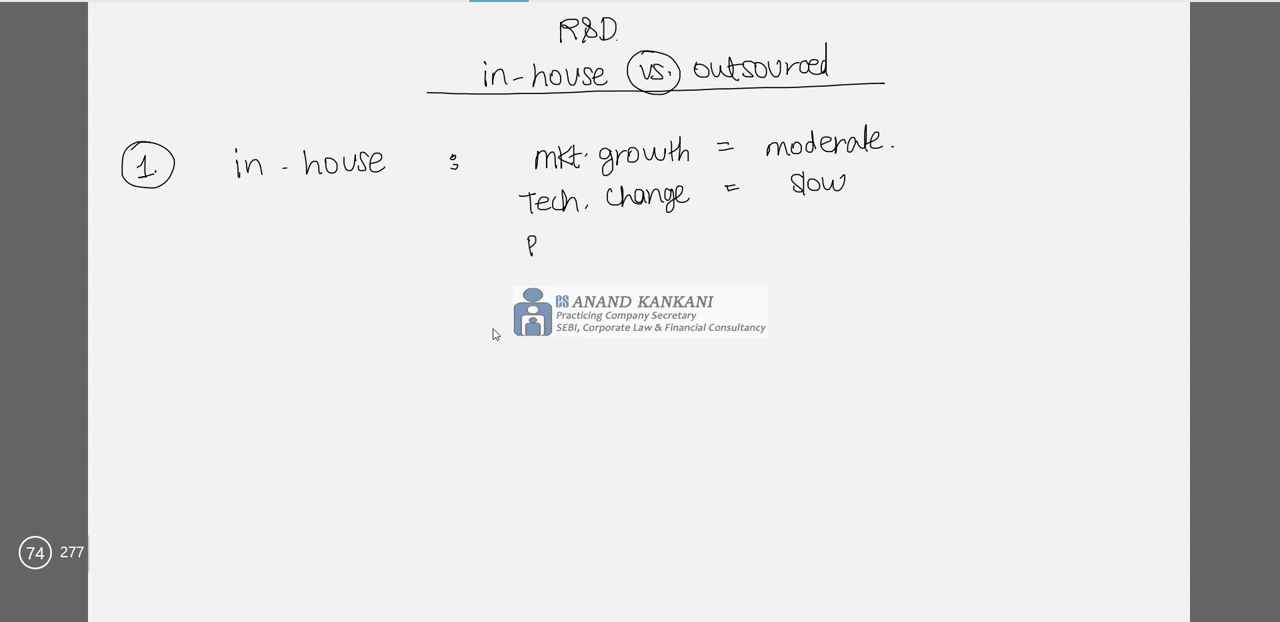 R&D.
in-house vs. outsourced
1. in-house : mkt. growth = moderate.
Tech. change = slow
P
CS ANAND KANKANI
Practicing Company Secretary
SEBI, Corporate Law & Financial Consultancy
74 277